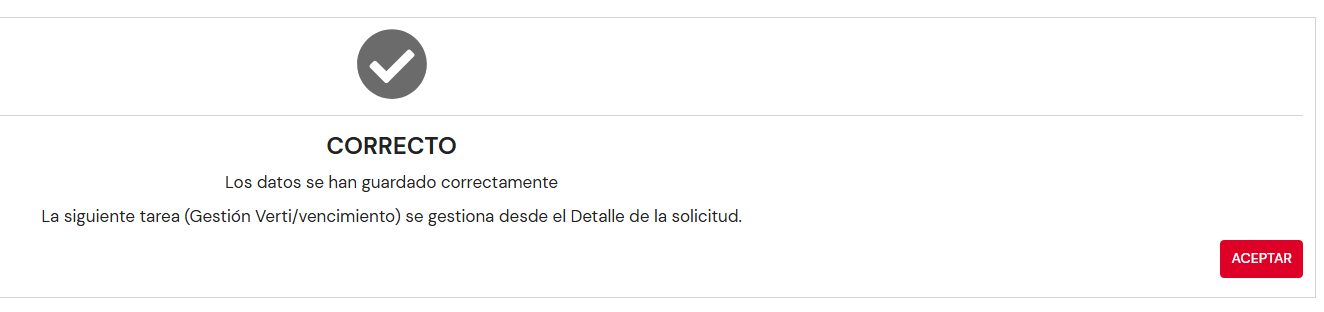 CORRECTO
Los datos se han guardado correctamente
La siguiente tarea (Gestión Verti/vencimiento) se gestiona desde el Detalle de la solicitud.
ACEPTAR